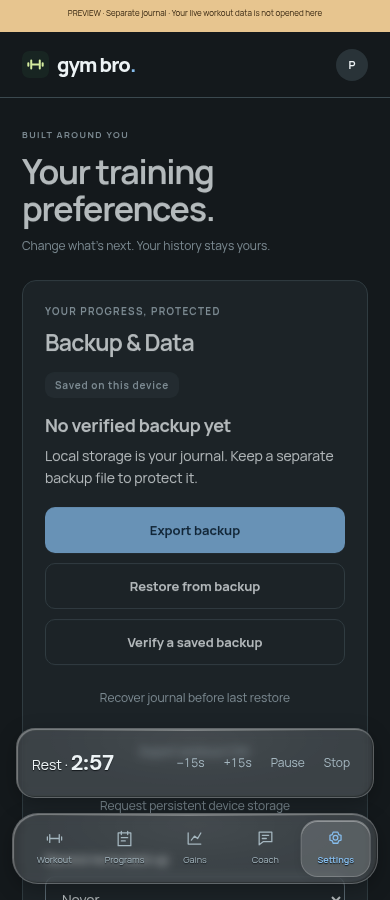 PREVIEW · Separate journal · Your live workout data is not opened here
gym bro.
P
BUILT AROUND YOU
Your training
preferences.
Change what's next. Your history stays yours.
YOUR PROGRESS, PROTECTED
Backup & Data
Saved on this device
No verified backup yet
Local storage is your journal. Keep a separate
backup file to protect it.
Export backup
Restore from backup
Verify a saved backup
Recover journal before last restore
Rest · 2:57
−15s
+15s
Pause
Stop
Request persistent device storage
Workout
Programs
Gains
Coach
Settings
Never